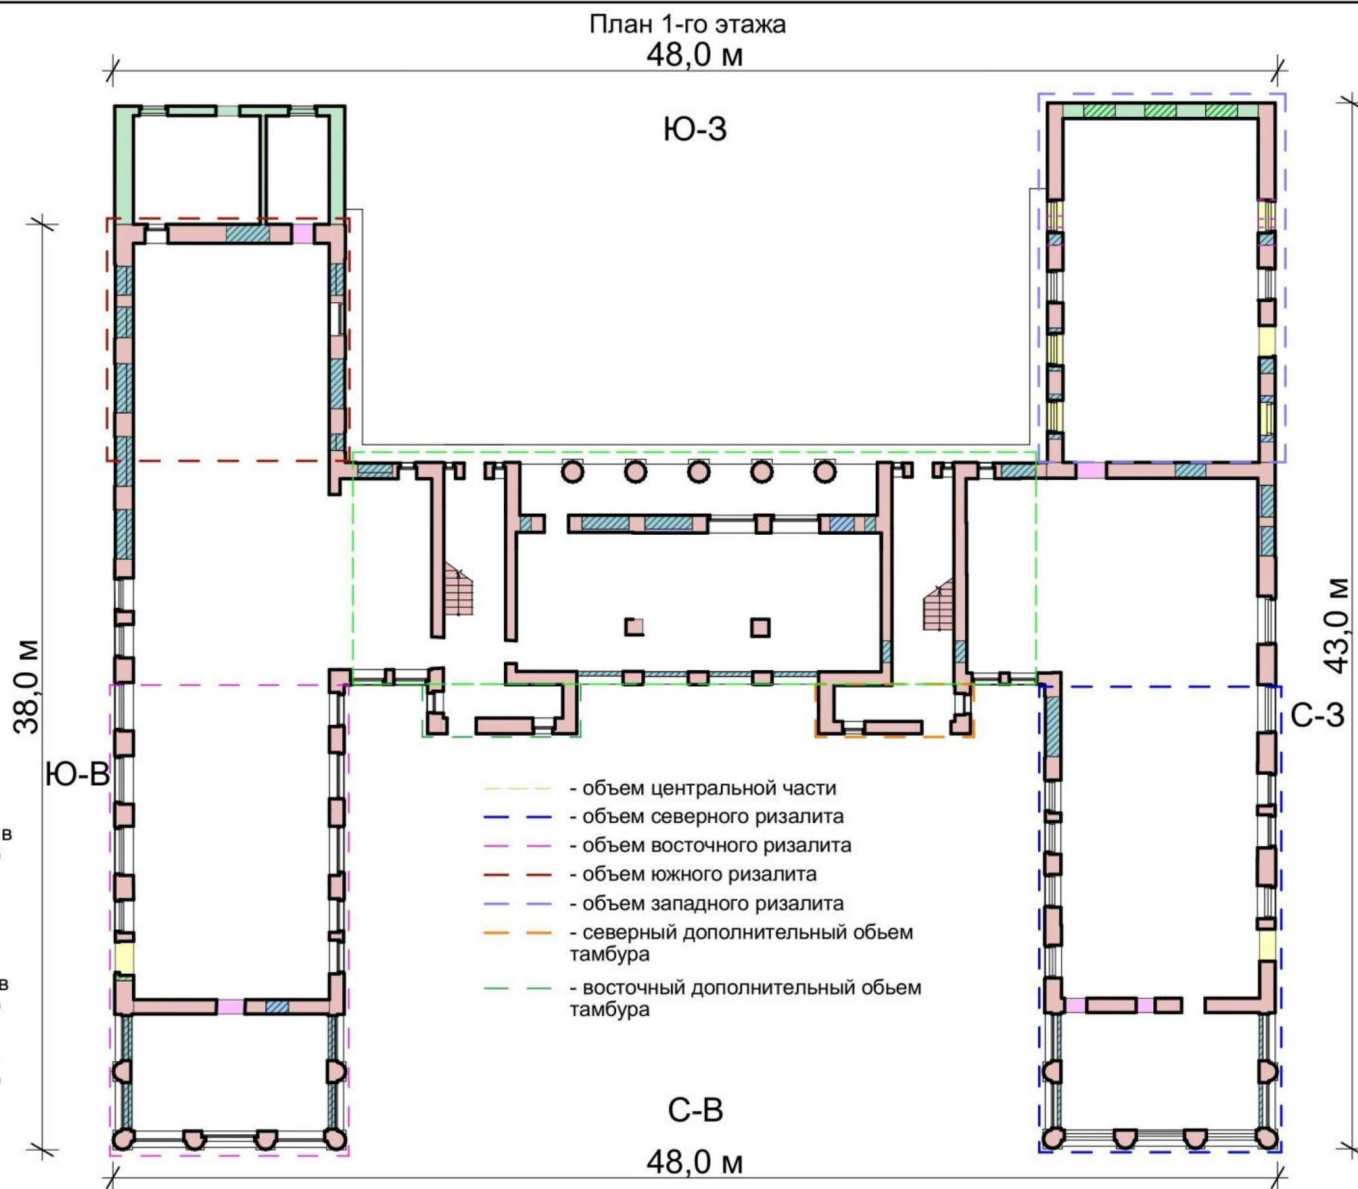 План 1-го этажа
48,0 м
Ю-З
43,0 м
38,0 м
С-З
Ю-В
- объем центральной части
- объем северного ризалита
- объем восточного ризалита
- объем южного ризалита
- объем западного ризалита
- северный дополнительный обьем
тамбура
- восточный дополнительный обьем
тамбура
в
в
С-В
48,0 м